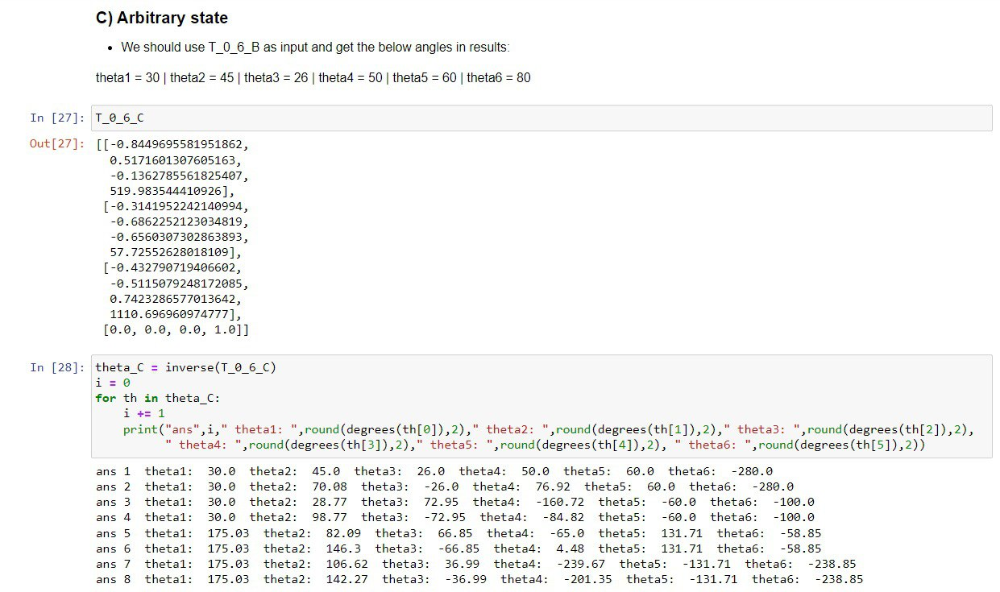 C) Arbitrary state
• We should use T_0_6_B as input and get the below angles in results:
theta1 = 30 | theta2 = 45 | theta3 = 26 | theta4 = 50 | theta5 = 60 | theta6 = 80
In [27]: T_0_6_C
Out[27]: [[-0.8449695581951862,
0.5171601307605163,
-0.1362785561825407,
519.983544410926],
[-0.3141952242140994,
-0.6862252123034819,
-0.6560307302863893,
57.72552628018109],
[-0.432790719406602,
-0.5115079248172085,
0.7423286577013642,
1110.696960974777],
[0.0, 0.0, 0.0, 1.0]]
In [28]: theta_C = inverse(T_0_6_C)
i = 0
for th in theta_C:
i += 1
print("ans",i," theta1: ",round(degrees(th[0]),2)," theta2: ",round(degrees(th[1]),2)," theta3: ",round(degrees(th[2]),2),
" theta4: ",round(degrees(th[3]),2)," theta5: ",round(degrees(th[4]),2), " theta6: ",round(degrees(th[5]),2))
ans 1  theta1:  30.0  theta2:  45.0  theta3:  26.0  theta4:  50.0  theta5:  60.0  theta6:  -280.0
ans 2  theta1:  30.0  theta2:  70.08  theta3:  -26.0  theta4:  76.92  theta5:  60.0  theta6:  -280.0
ans 3  theta1:  30.0  theta2:  28.77  theta3:  72.95  theta4:  -160.72  theta5:  -60.0  theta6:  -100.0
ans 4  theta1:  30.0  theta2:  98.77  theta3:  -72.95  theta4:  -84.82  theta5:  -60.0  theta6:  -100.0
ans 5  theta1:  175.03  theta2:  82.09  theta3:  66.85  theta4:  -65.0  theta5:  131.71  theta6:  -58.85
ans 6  theta1:  175.03  theta2:  146.3  theta3:  -66.85  theta4:  4.48  theta5:  131.71  theta6:  -58.85
ans 7  theta1:  175.03  theta2:  106.62  theta3:  36.99  theta4:  -239.67  theta5:  -131.71  theta6:  -238.85
ans 8  theta1:  175.03  theta2:  142.27  theta3:  -36.99  theta4:  -201.35  theta5:  -131.71  theta6:  -238.85